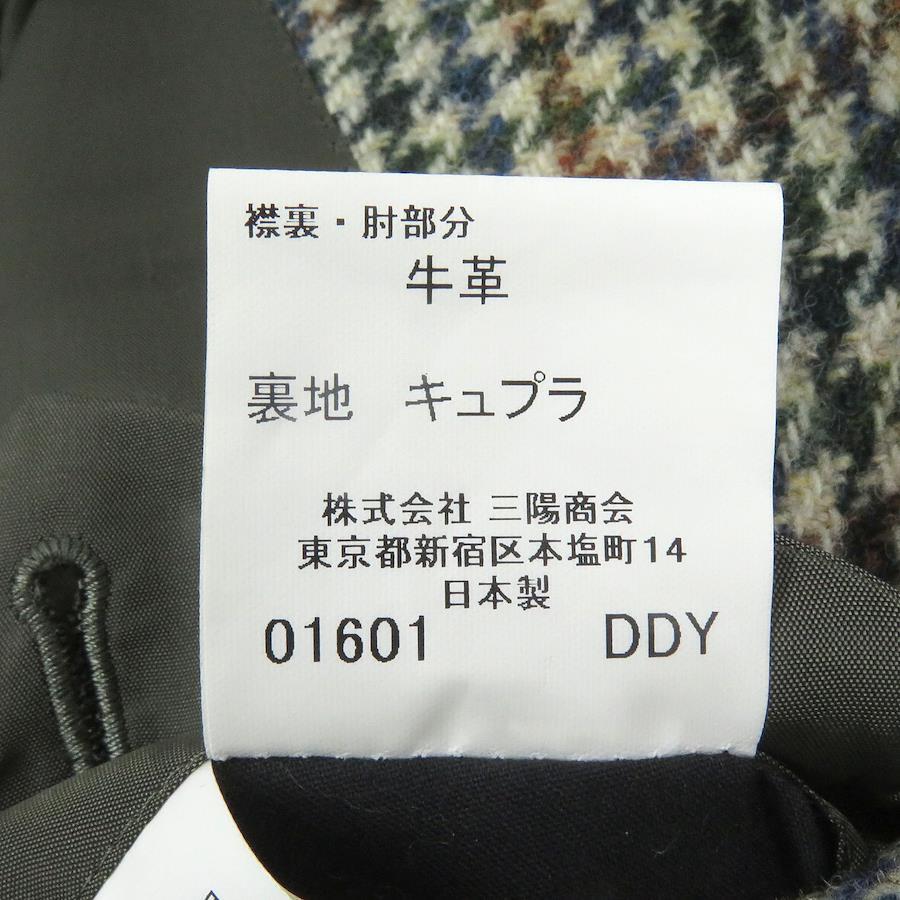 襟裏・肘部分
牛革
裏地　キュプラ
株式会社 三陽商会
東京都新宿区本塩町14
日本製
01601　DDY